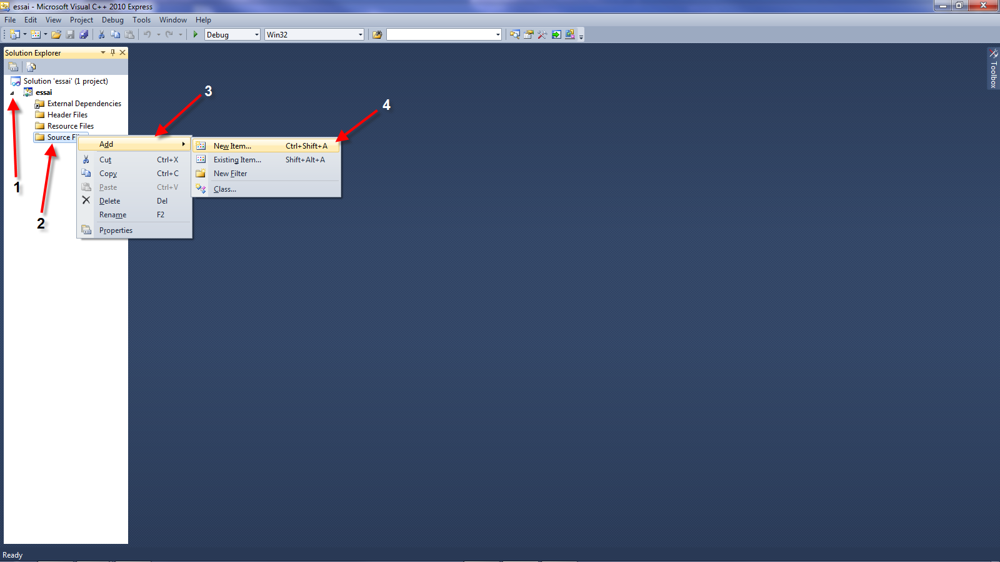 essai - Microsoft Visual C++ 2010 Express
File Edit View Project Debug Tools Window Help
Debug Win32
Solution Explorer
Toolbox
Solution 'essai' (1 project)
essai
External Dependencies
Header Files
Resource Files
Source
3
4
Add
Cut Ctrl+X
Copy Ctrl+C
Paste Ctrl+V
Delete Del
Rename F2
Properties
New Item... Ctrl+Shift+A
Existing Item... Shift+Alt+A
New Filter
Class...
1
2
Ready